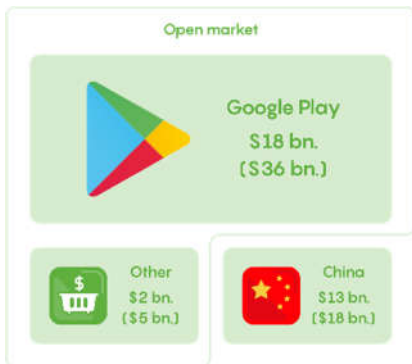 Open market
Google Play
$18 bn.
($36 bn.)
$
Other
$2 bn.
($5 bn.)
China
$13 bn.
($18 bn.)